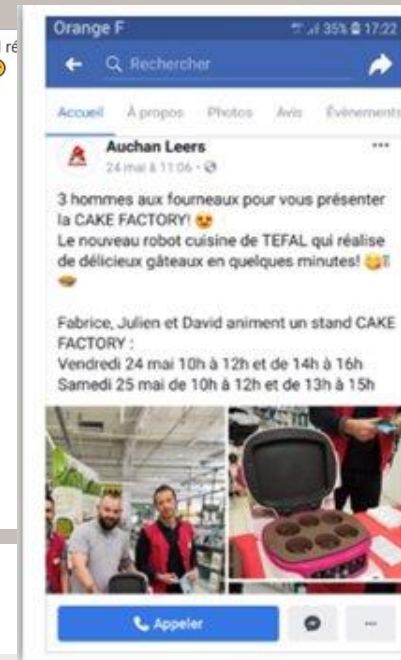 Orange F 35% 17:22
Rechercher
Accueil À propos Photos Avis Évènements
Auchan Leers
24 mai à 11:06
3 hommes aux fourneaux pour vous présenter
la CAKE FACTORY!
Le nouveau robot cuisine de TEFAL qui réalise
de délicieux gâteaux en quelques minutes!
Fabrice, Julien et David animent un stand CAKE
FACTORY :
Vendredi 24 mai 10h à 12h et de 14h à 16h
Samedi 25 mai de 10h à 12h et de 13h à 15h
Appeler